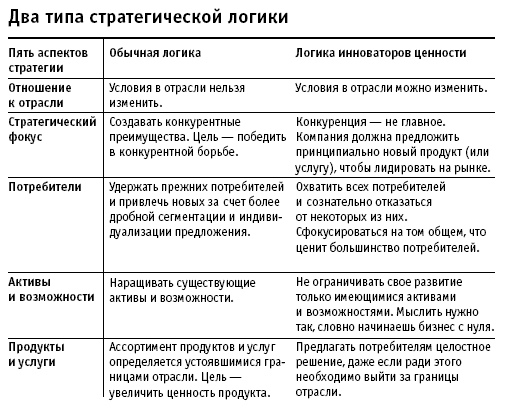 Два типа стратегической логики
Пять аспектов стратегии
Обычная логика
Логика инноваторов ценности
Отношение
к отрасли
Условия в отрасли нельзя
изменить.
Условия в отрасли можно изменить.
Стратегический
фокус
Создавать конкурентные
преимущества. Цель — победить
в конкурентной борьбе.
Конкуренция — не главное.
Компания должна предложить
принципиально новый продукт (или
услугу), чтобы лидировать на рынке.
Потребители
Удержать прежних потребителей
и привлечь новых за счет более
дробной сегментации и индиви-
дуализации предложения.
Охватить всех потребителей
и сознательно отказаться
от некоторых из них.
Сфокусироваться на том общем, что
ценит большинство потребителей.
Активы
и возможности
Наращивать существующие
активы и возможности.
Не ограничивать свое развитие
только имеющимися активами
и возможностями. Мыслить нужно
так, словно начинаешь бизнес с нуля.
Продукты
и услуги
Ассортимент продуктов и услуг
определяется устоявшимися гра-
ницами отрасли. Цель —
увеличить ценность продукта.
Предлагать потребителям целостное
решение, даже если ради этого
необходимо выйти за границы
отрасли.